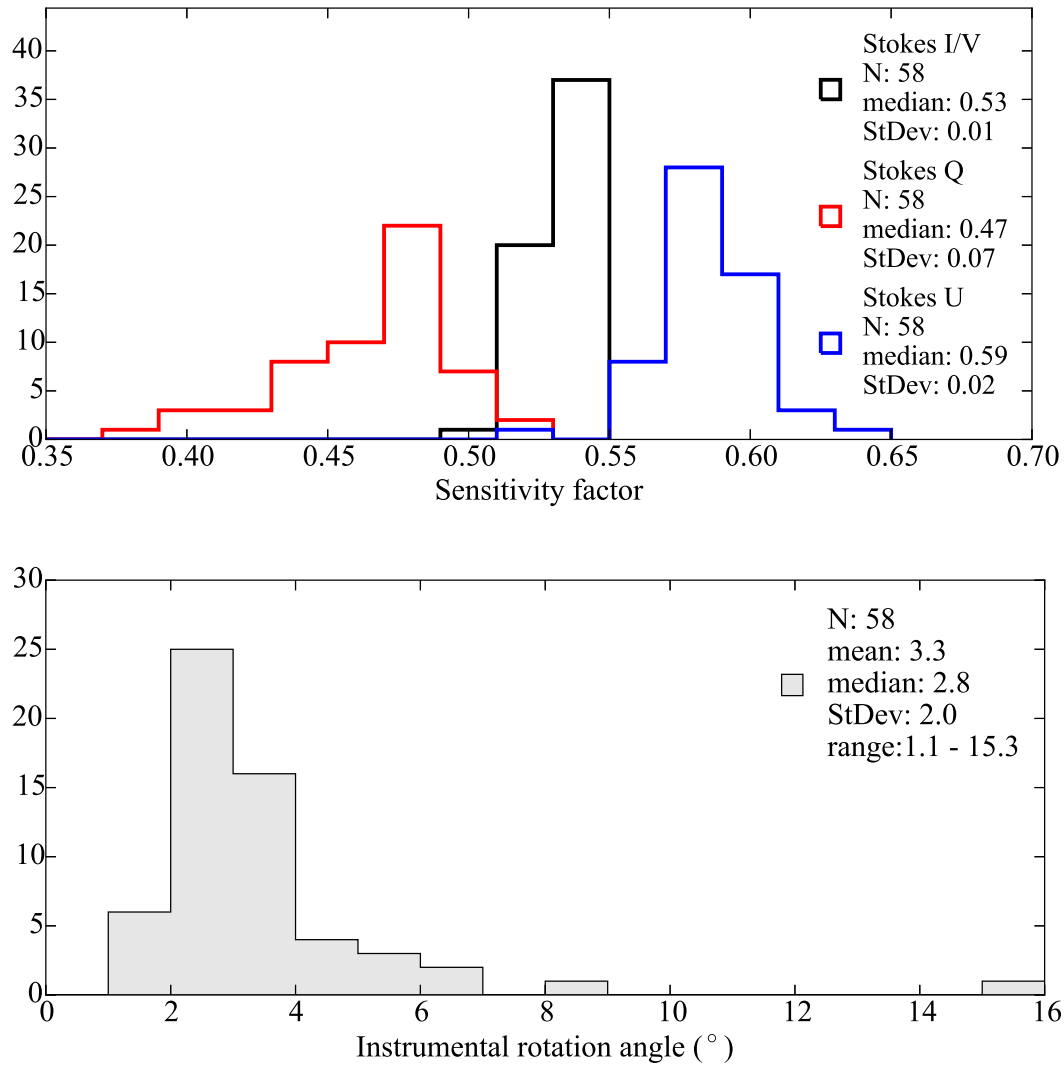 40
35
30
25
20
15
10
5
0
Stokes I/V
N: 58
median: 0.53
StDev: 0.01
Stokes Q
N: 58
median: 0.47
StDev: 0.07
Stokes U
N: 58
median: 0.59
StDev: 0.02
0.35 0.40 0.45 0.50 0.55 0.60 0.65 0.70
Sensitivity factor
30
25
20
15
10
5
0
N: 58
mean: 3.3
median: 2.8
StDev: 2.0
range:1.1 - 15.3
0 2 4 6 8 10 12 14 16
Instrumental rotation angle (°)